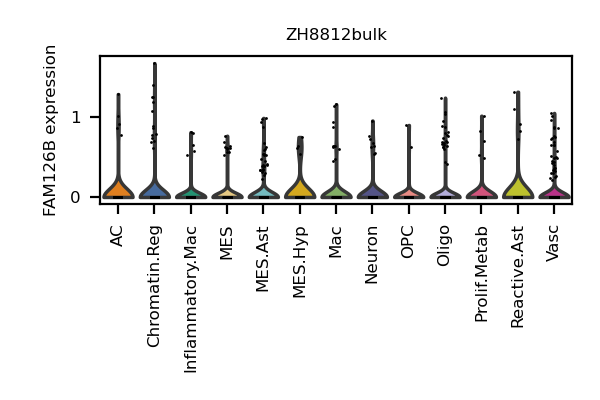 ZH8812bulk
FAM126B expression
1
0
AC
Chromatin.Reg
Inflammatory.Mac
MES
MES.Ast
MES.Hyp
Mac
Neuron
OPC
Oligo
Prolif.Metab
Reactive.Ast
Vasc